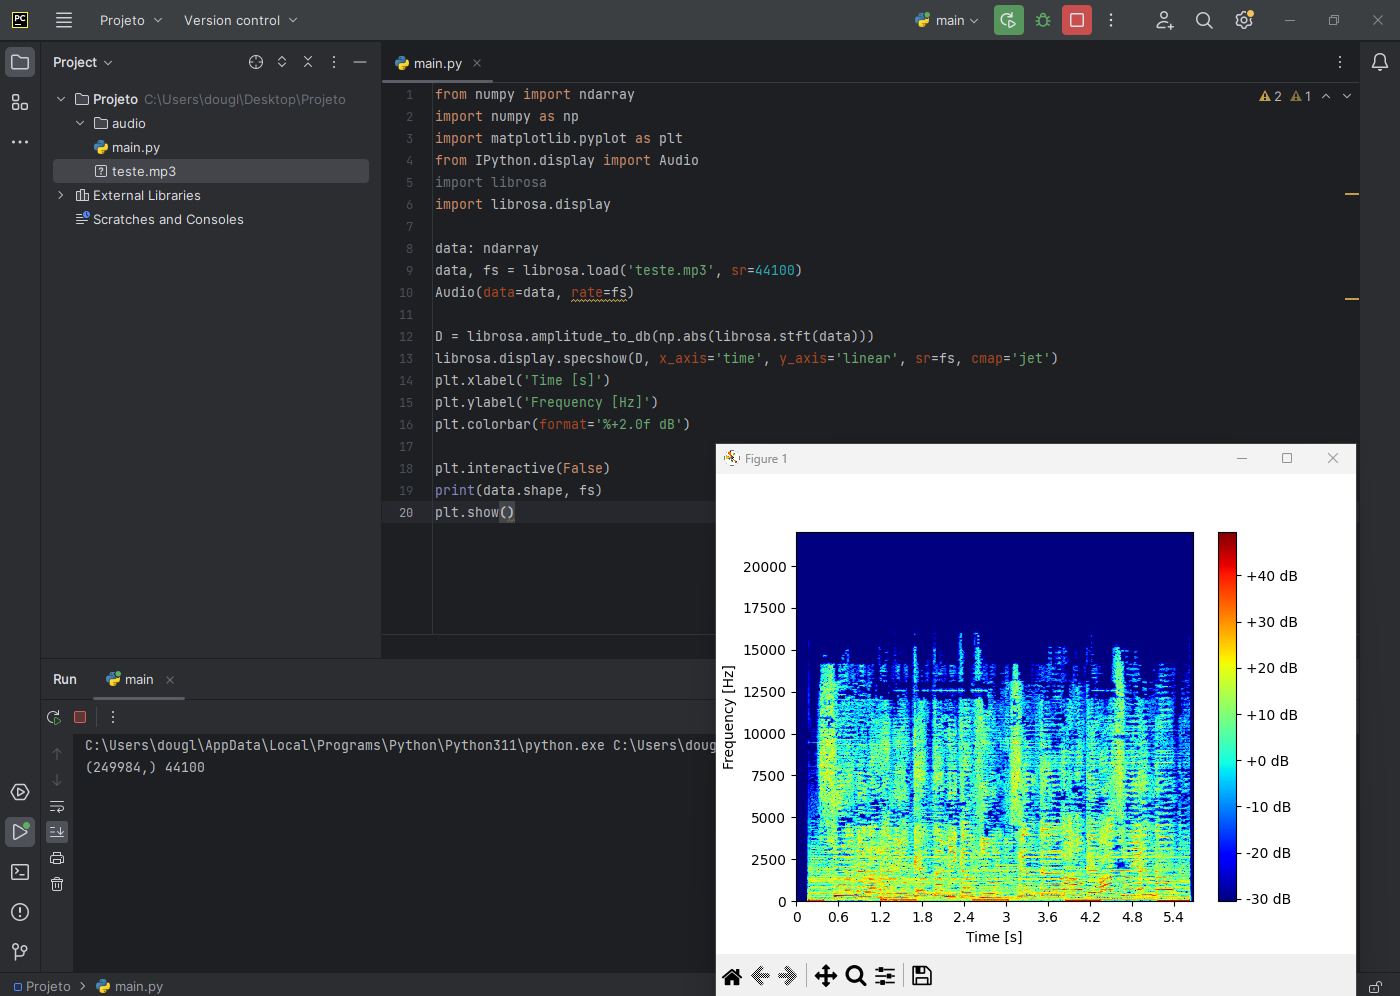 PC Projeto Version control main
Project main.py
Projeto C:\Users\dougl\Desktop\Projeto
audio
main.py
teste.mp3
External Libraries
Scratches and Consoles
2 1
1 from numpy import ndarray
2 import numpy as np
3 import matplotlib.pyplot as plt
4 from IPython.display import Audio
5 import librosa
6 import librosa.display
7
8 data: ndarray
9 data, fs = librosa.load('teste.mp3', sr=44100)
10 Audio(data=data, rate=fs)
11
12 D = librosa.amplitude_to_db(np.abs(librosa.stft(data)))
13 librosa.display.specshow(D, x_axis='time', y_axis='linear', sr=fs, cmap='jet')
14 plt.xlabel('Time [s]')
15 plt.ylabel('Frequency [Hz]')
16 plt.colorbar(format='%+2.0f dB')
17
18 plt.interactive(False)
19 print(data.shape, fs)
20 plt.show()
Run main
C:\Users\dougl\AppData\Local\Programs\Python\Python311\python.exe C:\Users\doug
(249984,) 44100
Figure 1
Frequency [Hz]
20000
17500
15000
12500
10000
7500
5000
2500
0
0 0.6 1.2 1.8 2.4 3 3.6 4.2 4.8 5.4
Time [s]
+40 dB
+30 dB
+20 dB
+10 dB
+0 dB
-10 dB
-20 dB
-30 dB
Projeto main.py